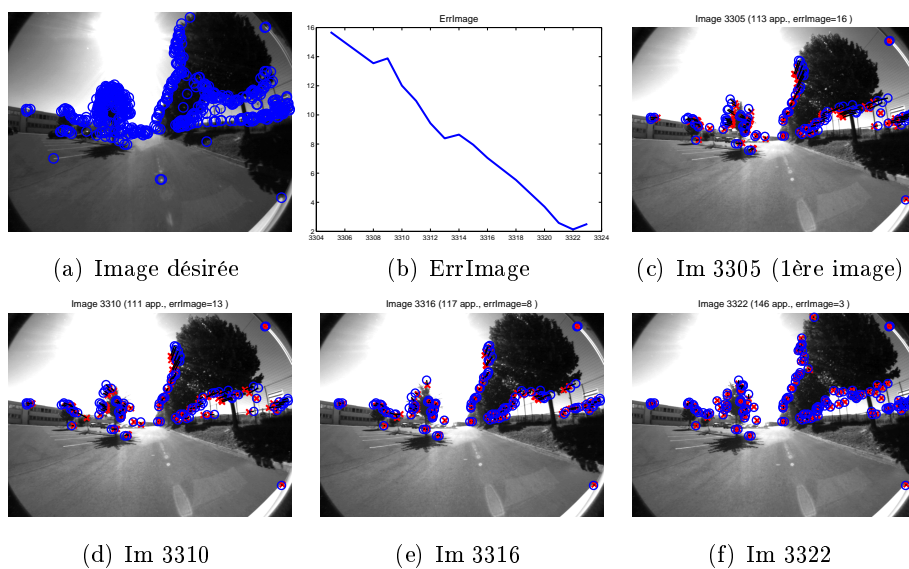 ErrImage
16
14
12
10
8
6
4
2
3304 3306 3308 3310 3312 3314 3316 3318 3320 3322 3324
Image 3305 (113 app., errImage=16 )
(a) Image désirée
(b) ErrImage
(c) Im 3305 (1ère image)
Image 3310 (111 app., errImage=13 )
Image 3316 (117 app., errImage=8 )
Image 3322 (146 app., errImage=3 )
(d) Im 3310
(e) Im 3316
(f) Im 3322